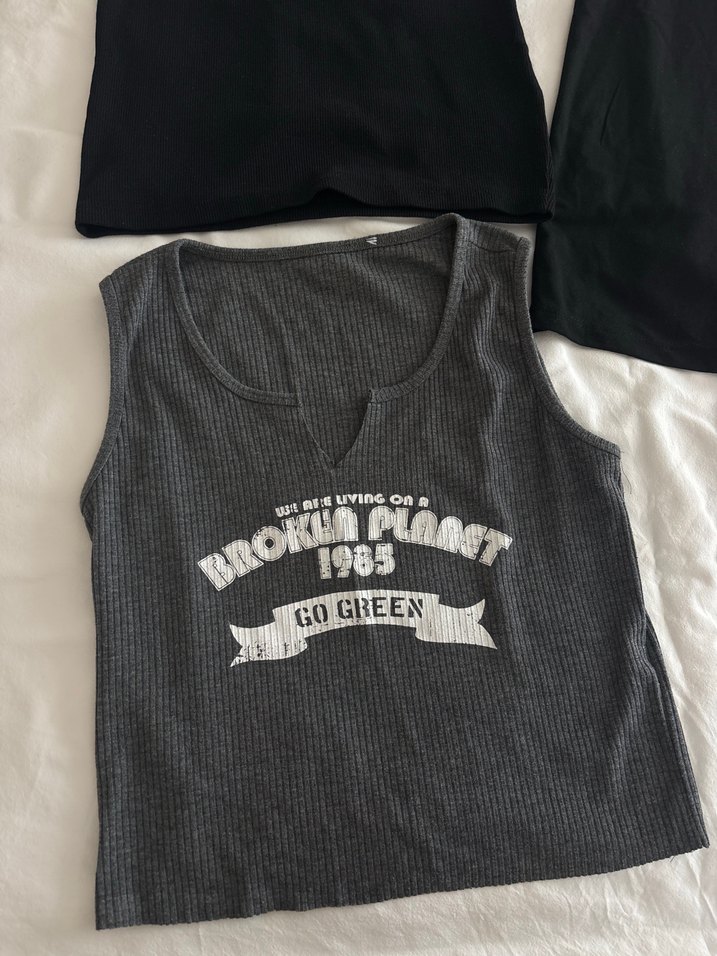 WE ARE LIVING ON A
BROKEN PLANET
1985
GO GREEN